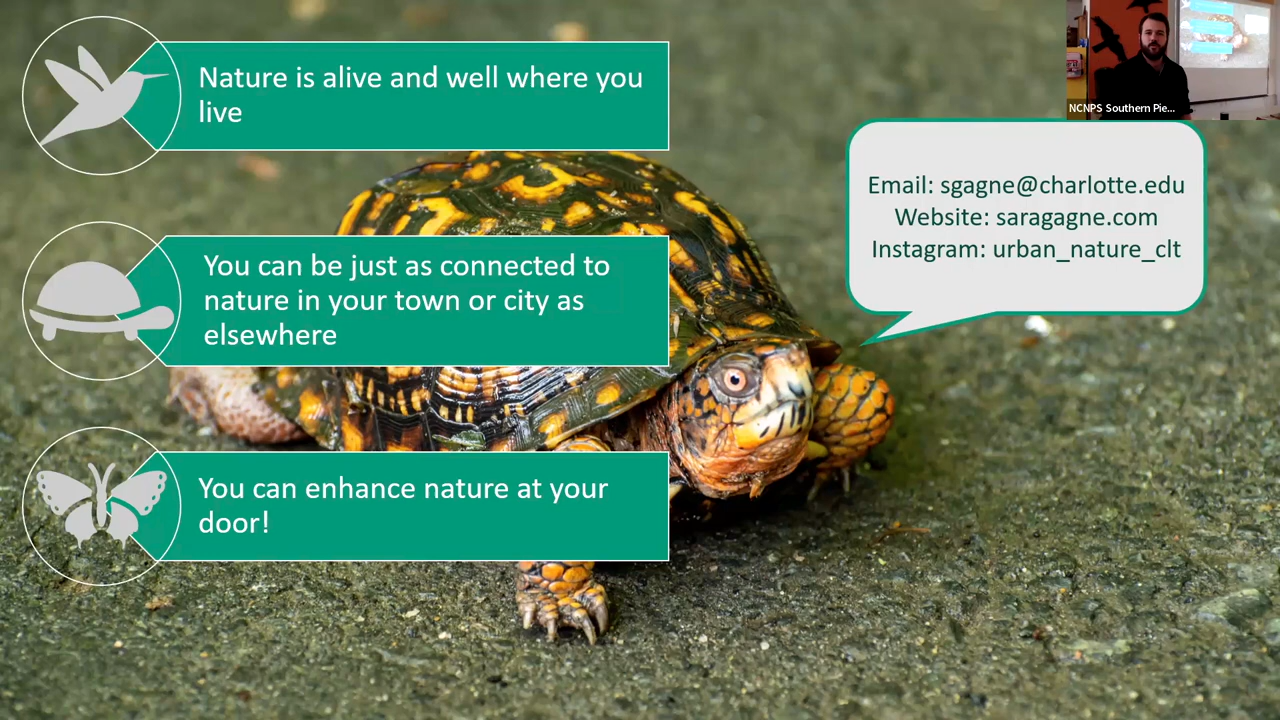 Nature is alive and well where you
live
You can be just as connected to
nature in your town or city as
elsewhere
You can enhance nature at your
door!
Email: sgagne@charlotte.edu
Website: saragagne.com
Instagram: urban_nature_clt
NCNPS Southern Pie...